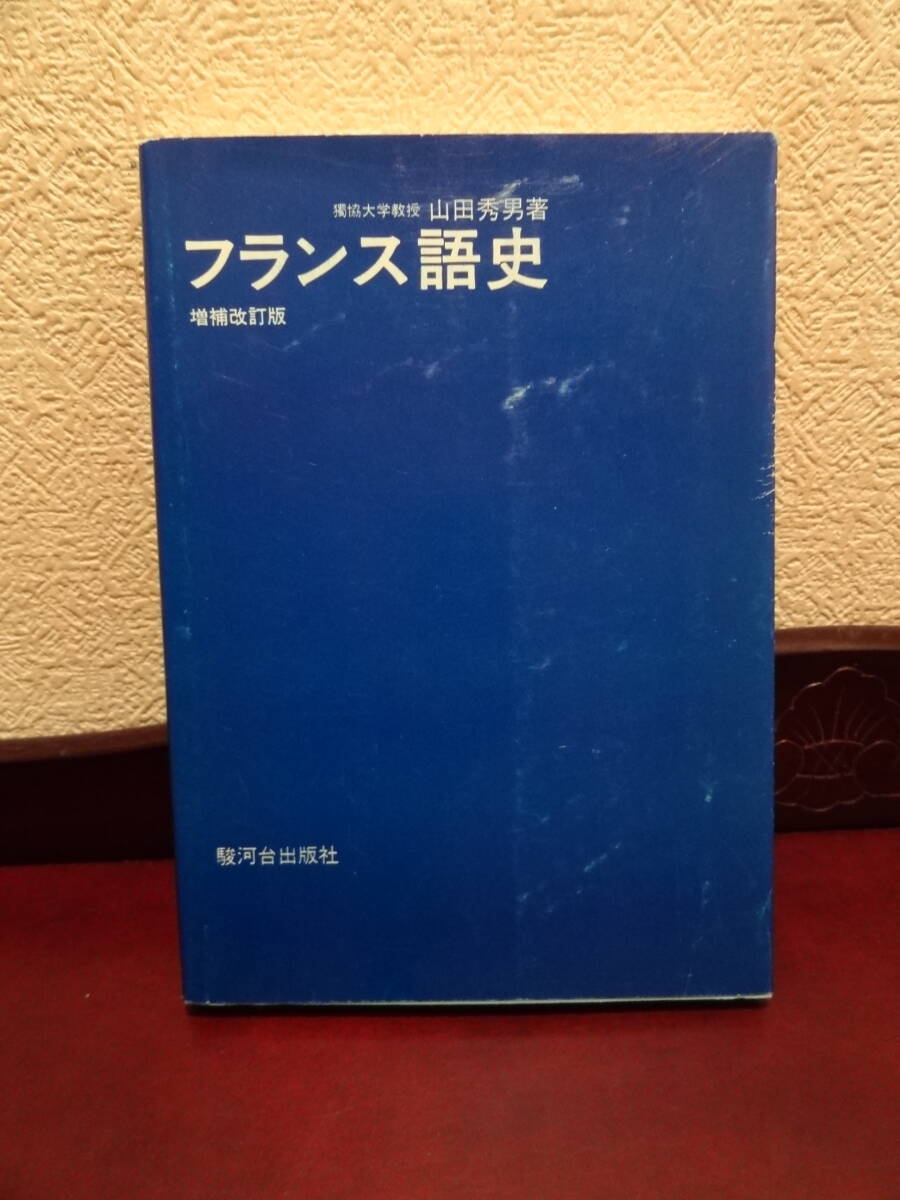 獨協大学教授 山田秀男著
フランス語史
増補改訂版
駿河台出版社